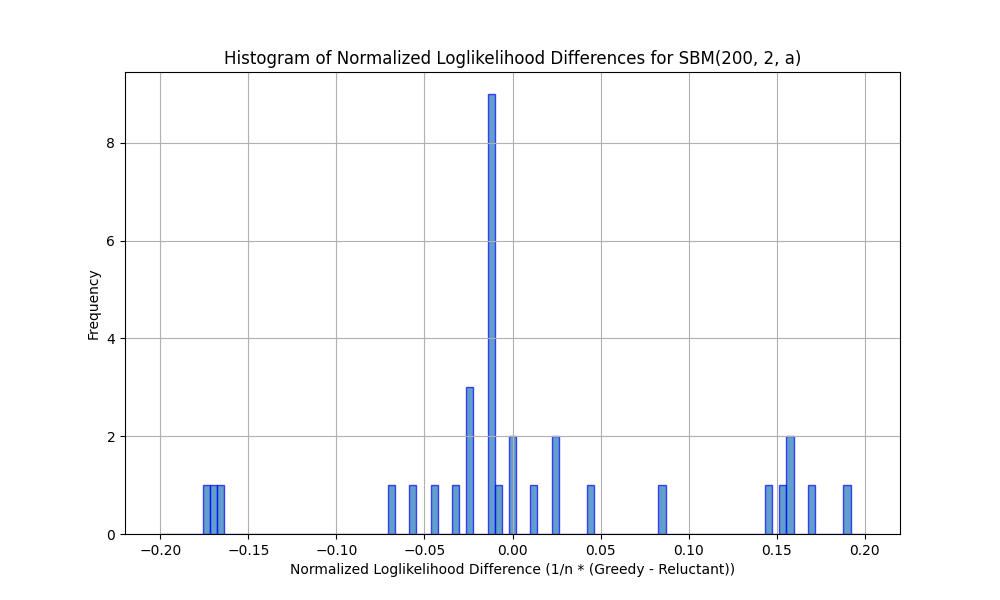 Histogram of Normalized Loglikelihood Differences for SBM(200, 2, a)
8
6
4
2
0
Frequency
−0.20 −0.15 −0.10 −0.05 0.00 0.05 0.10 0.15 0.20
Normalized Loglikelihood Difference (1/n * (Greedy - Reluctant))